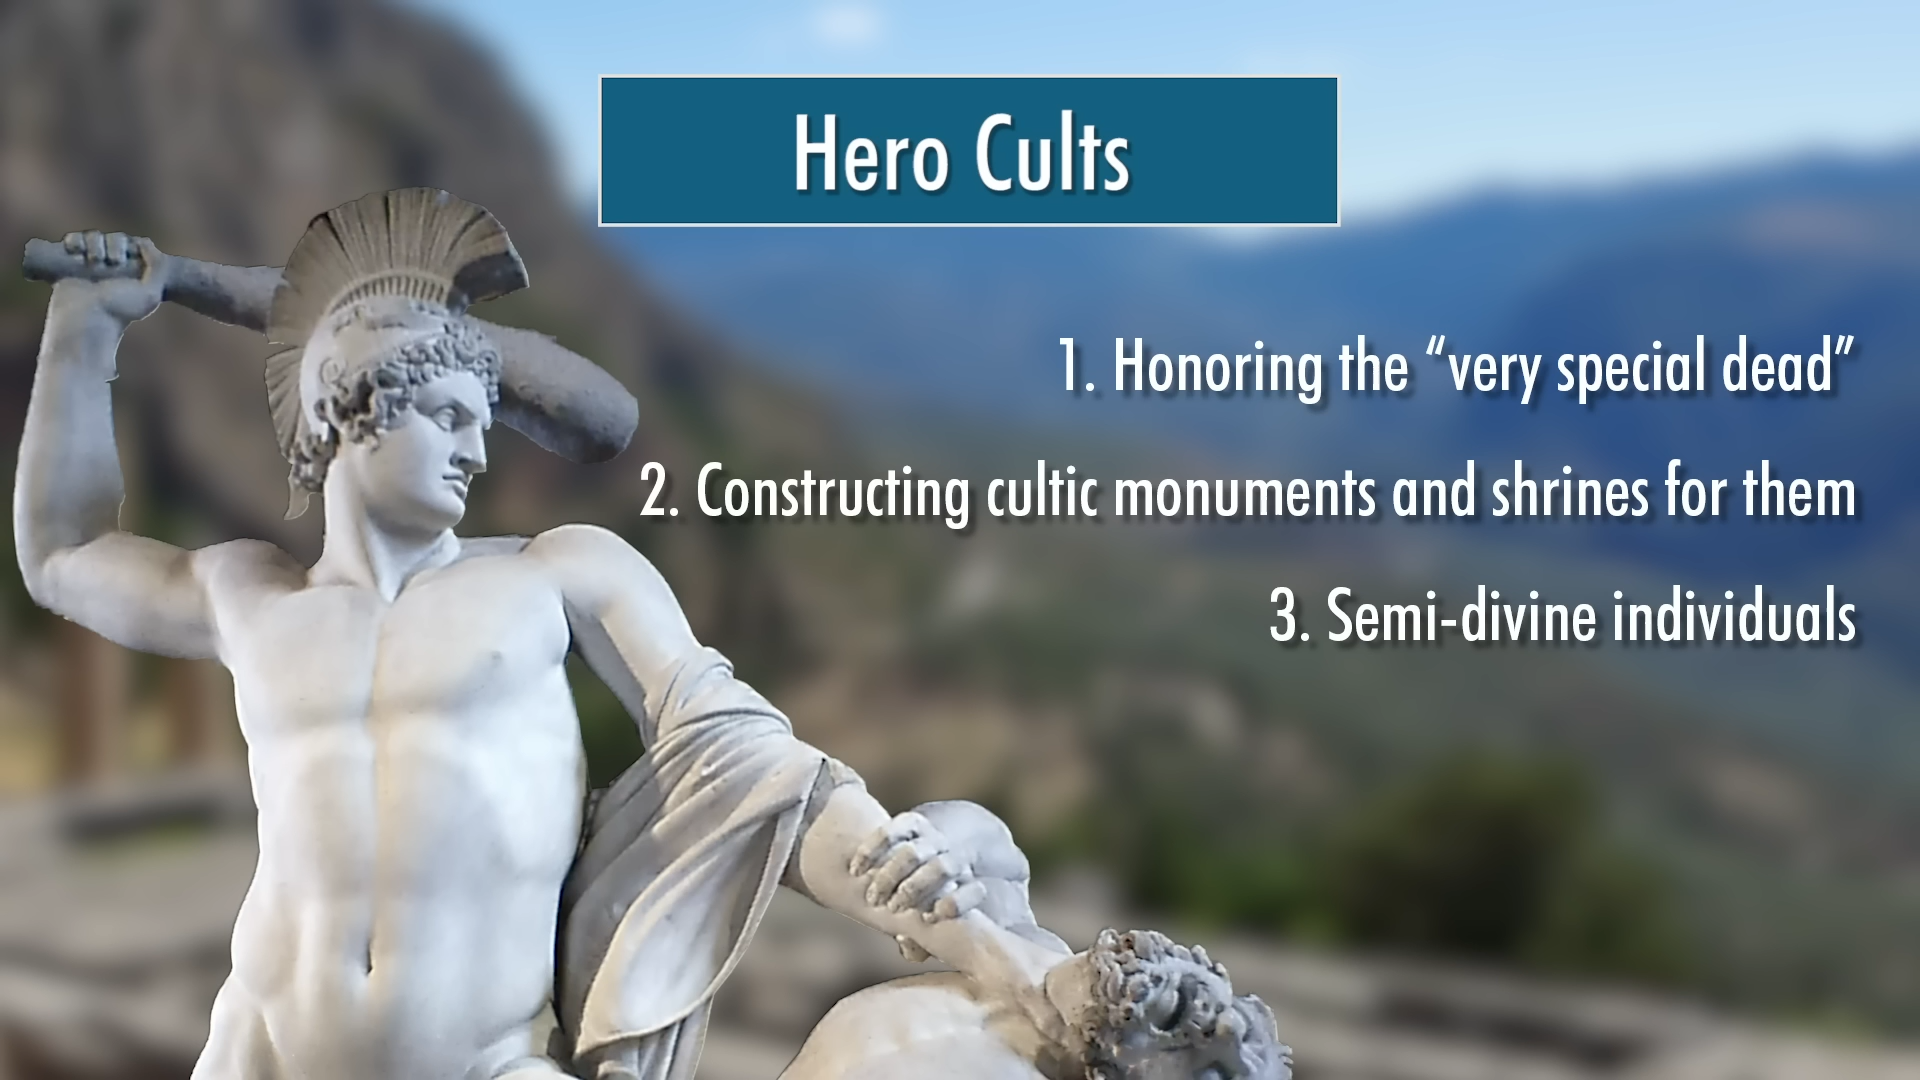 Hero Cults
1. Honoring the “very special dead”
2. Constructing cultic monuments and shrines for them
3. Semi-divine individuals